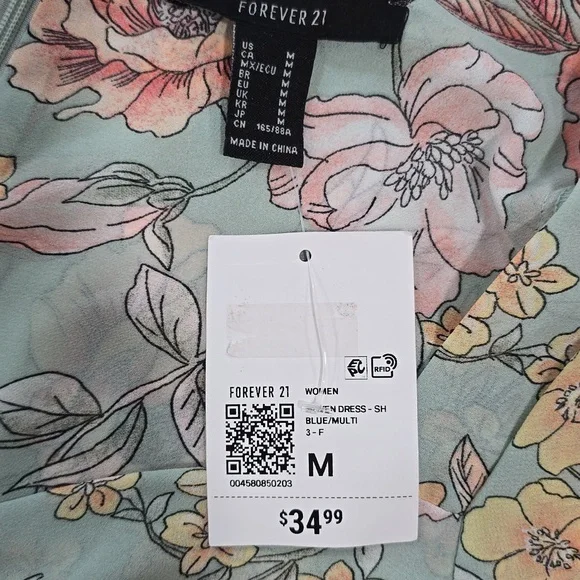 FOREVER 21
US M
CA M
MX/ECU M
BR M
EU M
UK M
KR M
JP M
CN 165/88A
MADE IN CHINA
RFID
FOREVER 21
WOMEN
DRESS - SH
BLUE/MULTI
3 - F
M
004580850203
$34.99